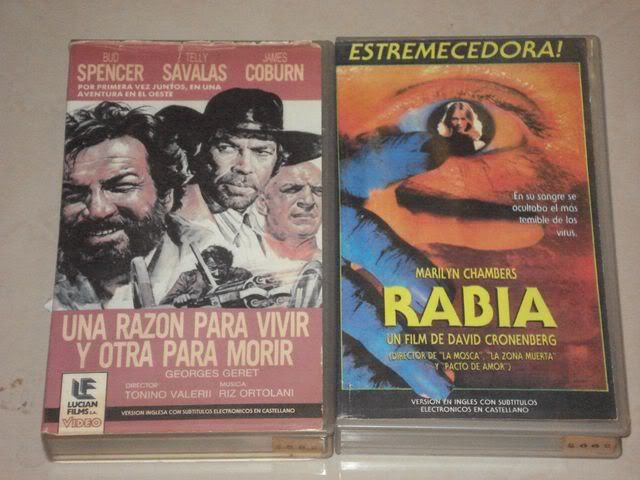 BUD TELLY JAMES
SPENCER SAVALAS COBURN
POR PRIMERA VEZ JUNTOS, EN UNA
AVENTURA EN EL OESTE
UNA RAZON PARA VIVIR
Y OTRA PARA MORIR
GEORGES GERET
DIRECTOR MUSICA:
TONINO VALERII RIZ ORTOLANI
LF
LUCIAN
FILMS S.A.
VIDEO
VERSION INGLESA CON SUBTITULOS ELECTRONICOS EN CASTELLANO
ESTREMECEDORA!
En su sangre se
ocultaba el más
temible de los
virus.
MARILYN CHAMBERS
RABIA
UN FILM DE DAVID CRONENBERG
(DIRECTOR DE "LA MOSCA", "LA ZONA MUERTA"
Y "PACTO DE AMOR")
VERSION EN INGLES CON SUBTITULOS
ELECTRONICOS EN CASTELLANO